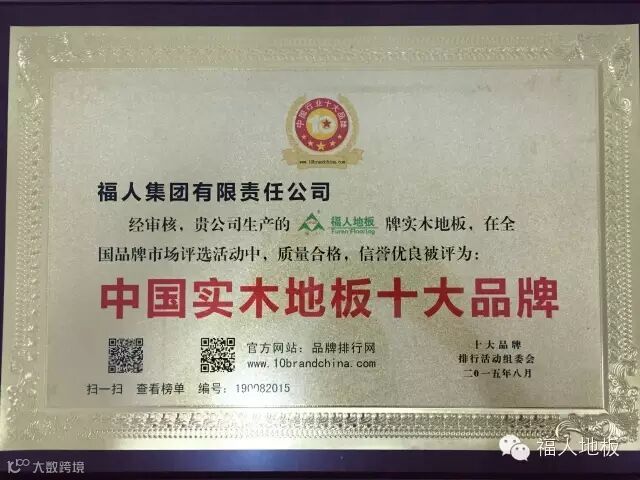 中国行业十大品牌
10
www.10brandchina.com
福人集团有限责任公司
经审核，贵公司生产的 福人地板 牌实木地板，在全
Furen Flooring
国品牌市场评选活动中，质量合格，信誉优良被评为：
中国实木地板十大品牌
官方网站：品牌排行网
www.10brandchina.com
扫一扫 查看榜单 编号：190082015
十大品牌
排行活动组委会
二〇一五年八月
福人地板
大数跨境